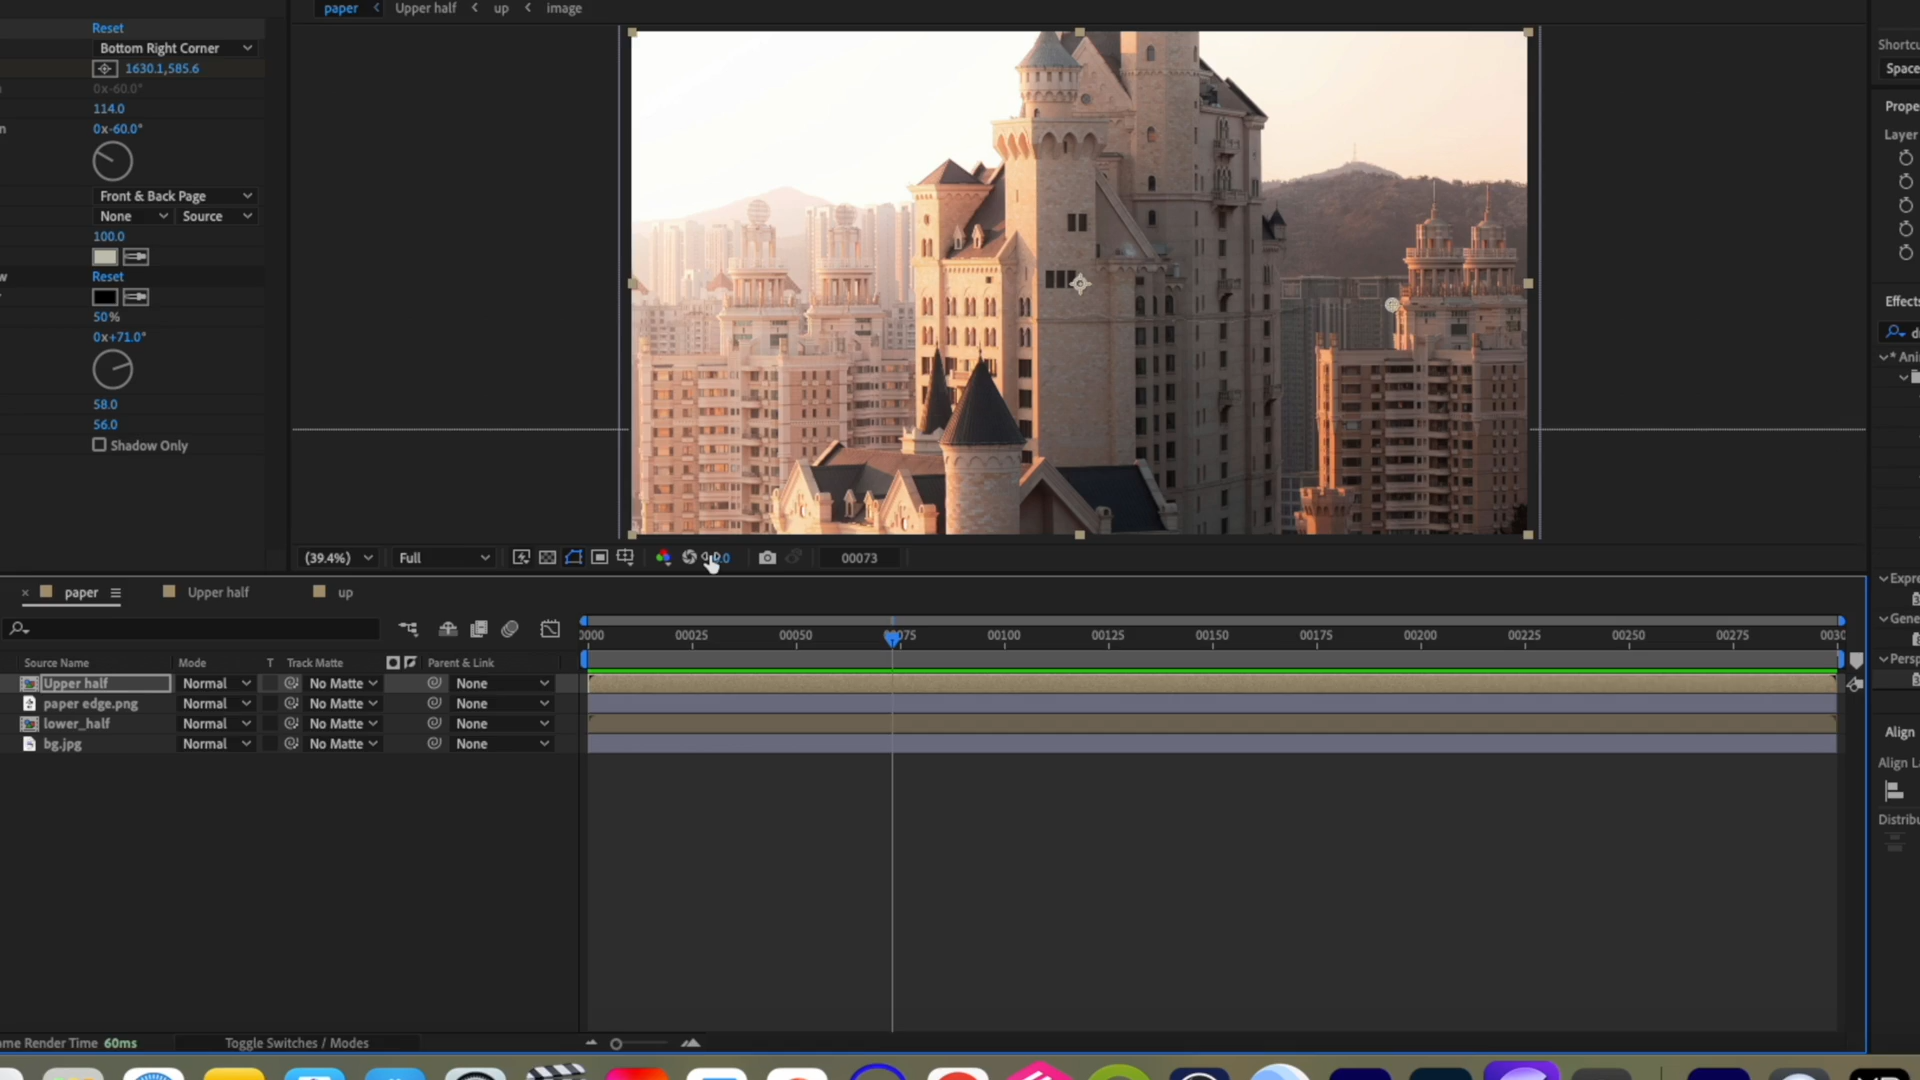 paper Upper half up image
Reset
Bottom Right Corner
1630.1,585.6
0x-60.0°
114.0
0x-60.0°
Front & Back Page
None Source
100.0
Reset
50%
0x+71.0°
58.0
56.0
Shadow Only
Space
Layer
Align
(39.4%) Full 00073
paper Upper half up
00025 00050 00100 00125 00150 00175 00200 00225 00250 00275
Source Name Mode T Track Matte Parent & Link
Upper half Normal No Matte None
paper edge.png Normal No Matte None
lower_half Normal No Matte None
bg.jpg Normal No Matte None
Render Time 60ms Toggle Switches / Modes